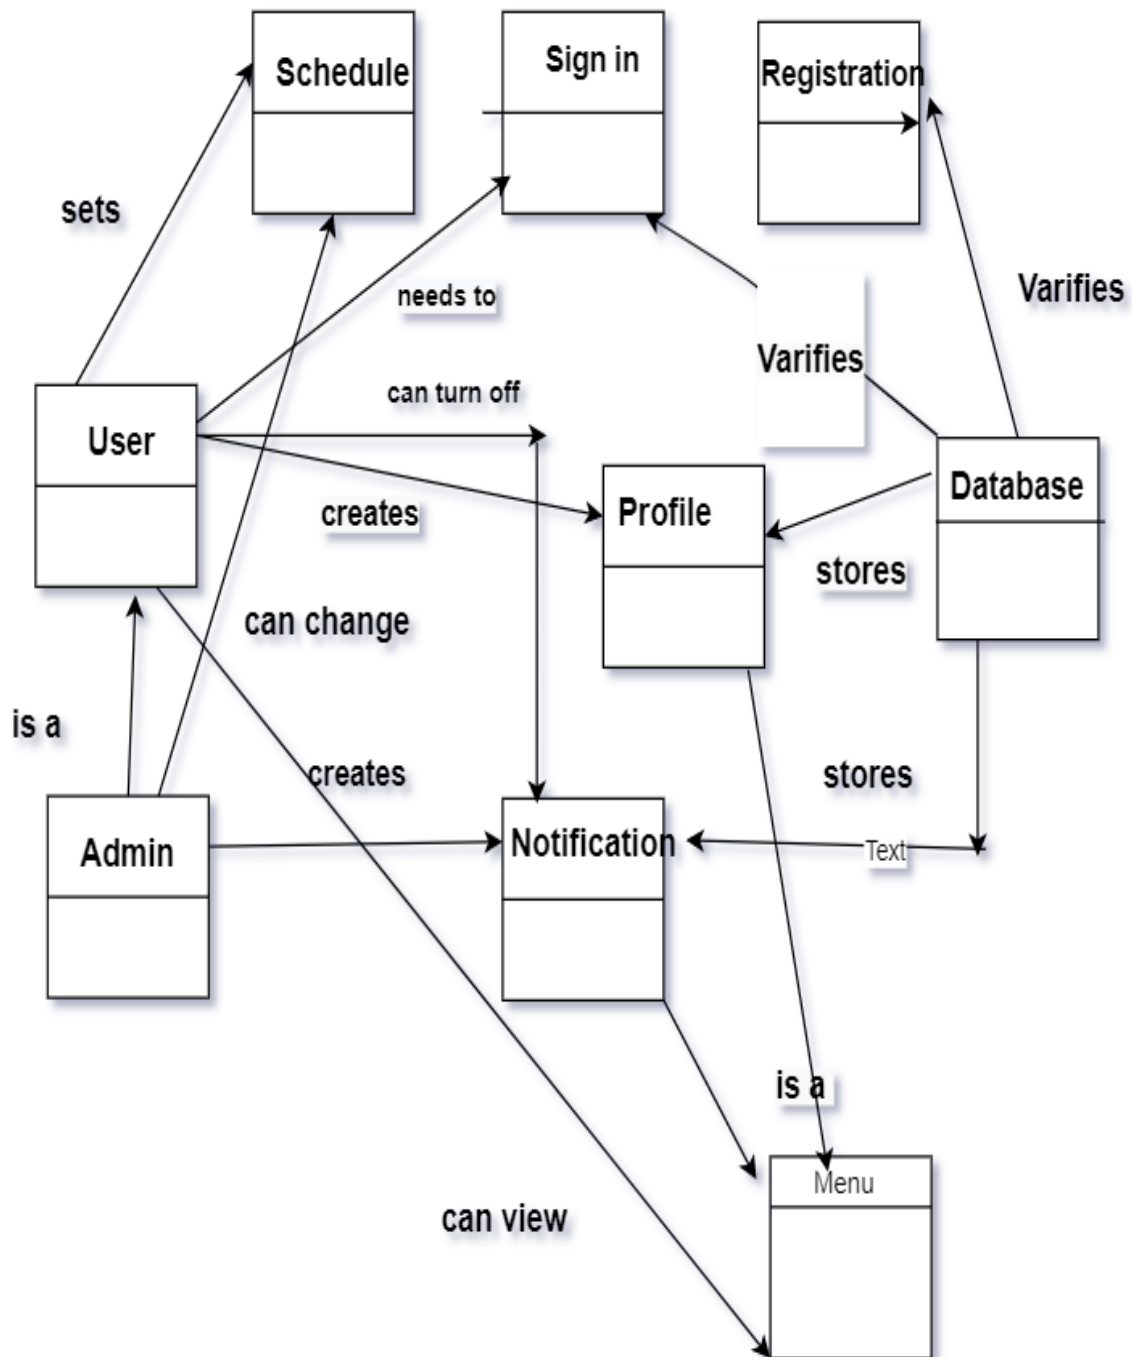 Schedule
Sign in
Registration
sets
needs to
Varifies
Varifies
can turn off
User
Database
creates
Profile
stores
can change
is a
creates
stores
Admin
Notification
Text
is a
Menu
can view